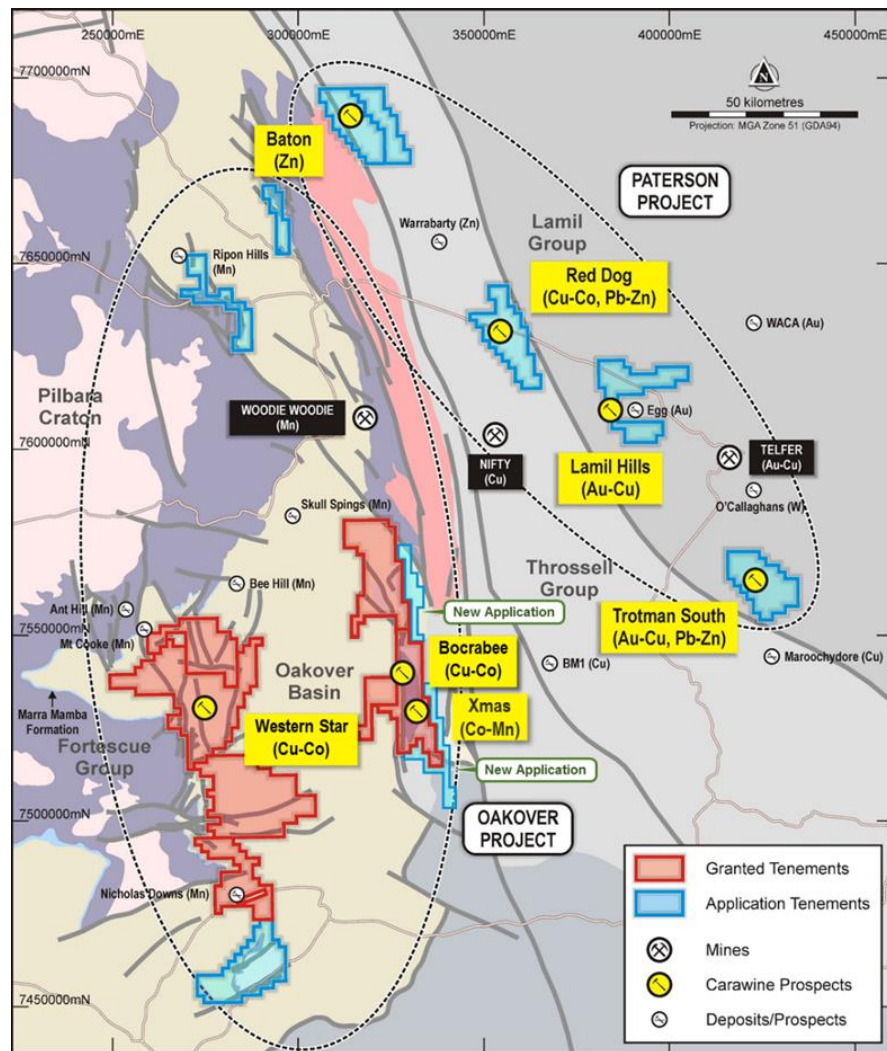 250000mE
300000mE
350000mE
400000mE
450000mE
7700000mN
N
50 kilometres
Projection: MGA Zone 51 (GDA94)
Baton
(Zn)
PATERSON
PROJECT
Warrabarty (Zn)
Lamil
Group
7650000mN
Ripon Hills
(Mn)
Red Dog
(Cu-Co, Pb-Zn)
WACA (Au)
Pilbara
Craton
WOODIE WOODIE
(Mn)
Egg (Au)
7600000mN
NIFTY
(Cu)
Lamil Hills
(Au-Cu)
TELFER
(Au-Cu)
O'Callaghans (W)
Skull Spings (Mn)
Throssell
Group
Bee Hill (Mn)
Ant Hill (Mn)
New Application
Trotman South
(Au-Cu, Pb-Zn)
7550000mN
Mt Cooke (Mn)
Bocrabee
(Cu-Co)
BM1 (Cu)
Maroochydore (Cu)
Oakover
Basin
Marra Mamba
Formation
Western Star
(Cu-Co)
Xmas
(Co-Mn)
Fortescue
Group
New Application
7500000mN
OAKOVER
PROJECT
Nicholas Downs (Mn)
7450000mN
Granted Tenements
Application Tenements
Mines
Carawine Prospects
Deposits/Prospects